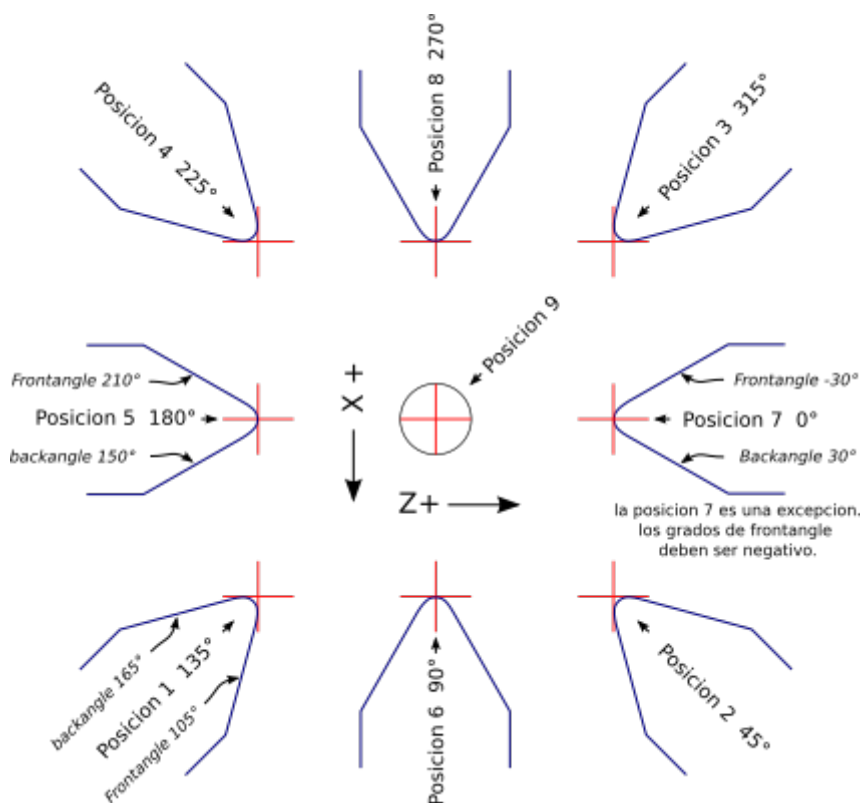 Posicion 4 225°
Posicion 8 270°
Posicion 3 315°
Posicion 9
Frontangle 210°
Posicion 5 180°
backangle 150°
X +
Z+
Frontangle -30°
Posicion 7 0°
Backangle 30°
la posicion 7 es una excepcion.
los grados de frontangle
deben ser negativo.
backangle 165°
Posicion 1 135°
Frontangle 105°
Posicion 6 90°
Posicion 2 45°